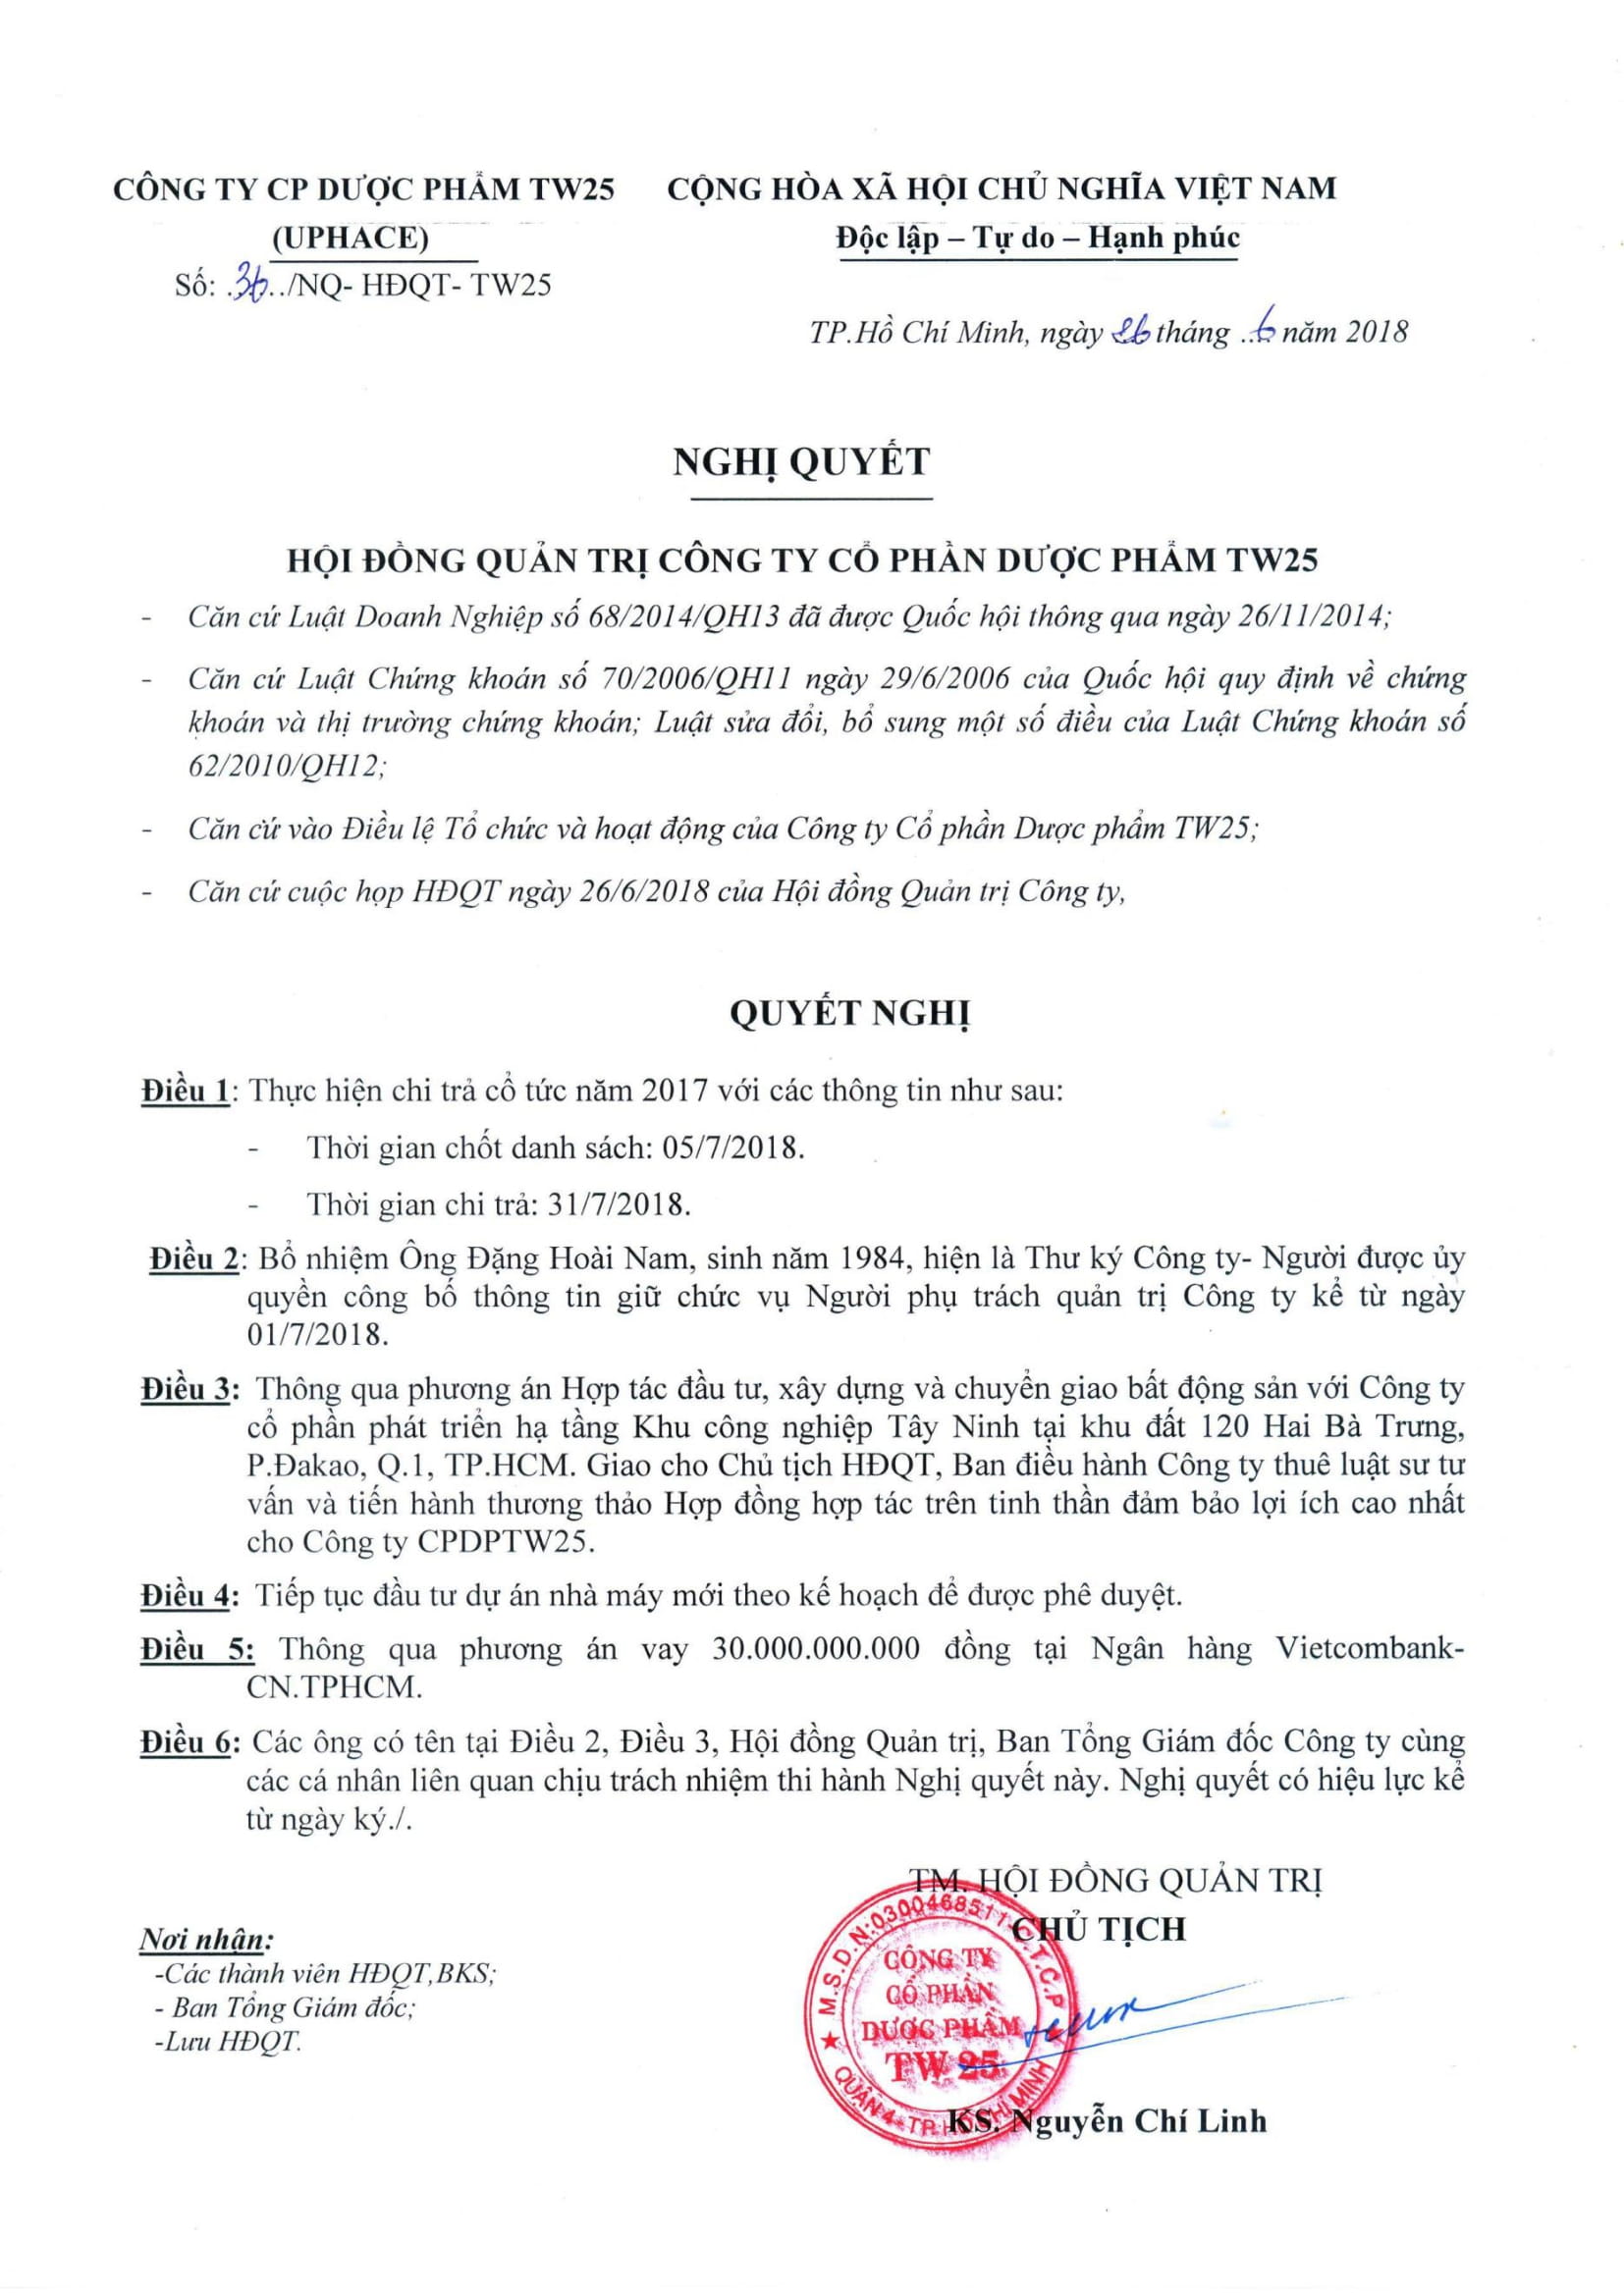 CÔNG TY CP DƯỢC PHẨM TW25
(UPHACE)
Số: .36../NQ- HĐQT- TW25
CỘNG HÒA XÃ HỘI CHỦ NGHĨA VIỆT NAM
Độc lập – Tự do – Hạnh phúc
TP.Hồ Chí Minh, ngày 26 tháng ..6 năm 2018
NGHỊ QUYẾT
HỘI ĐỒNG QUẢN TRỊ CÔNG TY CỔ PHẦN DƯỢC PHẨM TW25
- Căn cứ Luật Doanh Nghiệp số 68/2014/QH13 đã được Quốc hội thông qua ngày 26/11/2014;
- Căn cứ Luật Chứng khoán số 70/2006/QH11 ngày 29/6/2006 của Quốc hội quy định về chứng
khoán và thị trường chứng khoán; Luật sửa đổi, bổ sung một số điều của Luật Chứng khoán số
62/2010/QH12;
- Căn cứ vào Điều lệ Tổ chức và hoạt động của Công ty Cổ phần Dược phẩm TW25;
- Căn cứ cuộc họp HĐQT ngày 26/6/2018 của Hội đồng Quản trị Công ty,
QUYẾT NGHỊ
Điều 1: Thực hiện chi trả cổ tức năm 2017 với các thông tin như sau:
- Thời gian chốt danh sách: 05/7/2018.
- Thời gian chi trả: 31/7/2018.
Điều 2: Bổ nhiệm Ông Đặng Hoài Nam, sinh năm 1984, hiện là Thư ký Công ty- Người được ủy
quyền công bố thông tin giữ chức vụ Người phụ trách quản trị Công ty kể từ ngày
01/7/2018.
Điều 3: Thông qua phương án Hợp tác đầu tư, xây dựng và chuyển giao bất động sản với Công ty
cổ phần phát triển hạ tầng Khu công nghiệp Tây Ninh tại khu đất 120 Hai Bà Trưng,
P.Đakao, Q.1, TP.HCM. Giao cho Chủ tịch HĐQT, Ban điều hành Công ty thuê luật sư tư
vấn và tiến hành thương thảo Hợp đồng hợp tác trên tinh thần đảm bảo lợi ích cao nhất
cho Công ty CPDPTW25.
Điều 4: Tiếp tục đầu tư dự án nhà máy mới theo kế hoạch để được phê duyệt.
Điều 5: Thông qua phương án vay 30.000.000.000 đồng tại Ngân hàng Vietcombank-
CN.TPHCM.
Điều 6: Các ông có tên tại Điều 2, Điều 3, Hội đồng Quản trị, Ban Tổng Giám đốc Công ty cùng
các cá nhân liên quan chịu trách nhiệm thi hành Nghị quyết này. Nghị quyết có hiệu lực kể
từ ngày ký./.
TM. HỘI ĐỒNG QUẢN TRỊ
CHỦ TỊCH
Nơi nhận:
-Các thành viên HĐQT,BKS;
- Ban Tổng Giám đốc;
-Lưu HĐQT.
M.S.D.N:0300468511-C.T.C.P
CÔNG TY
CỔ PHẦN
DƯỢC PHẨM
TW 25
QUẬN 4 - TP. HỒ CHÍ MINH
KS. Nguyễn Chí Linh